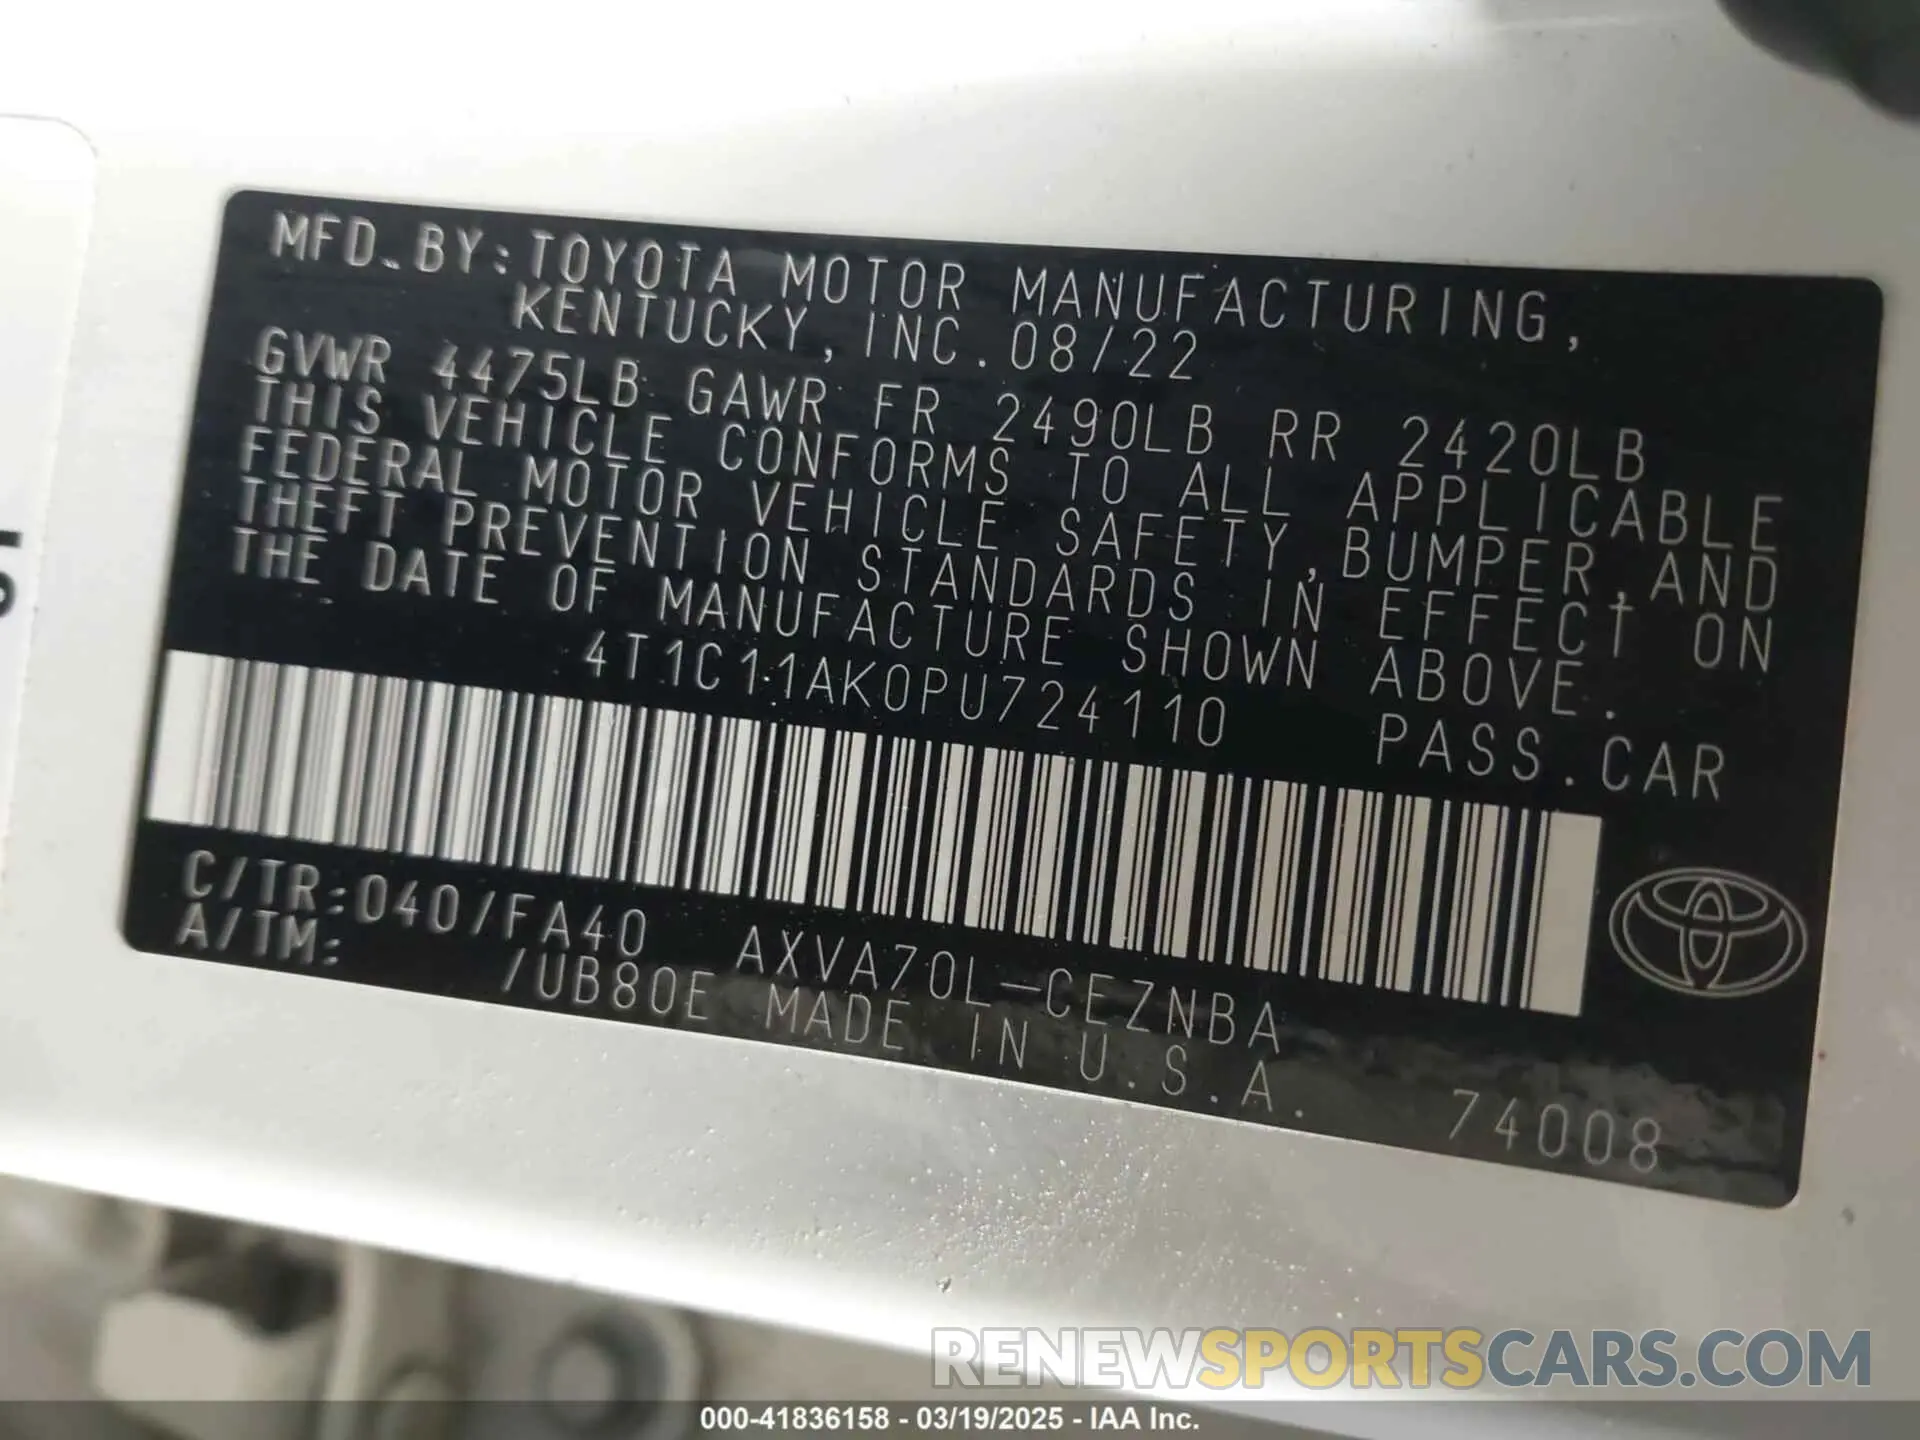 MFD. BY: TOYOTA MOTOR MANUFACTURING,
KENTUCKY, INC. 08/22
GVWR 4475LB GAWR FR 2490LB RR 2420LB
THIS VEHICLE CONFORMS TO ALL APPLICABLE
FEDERAL MOTOR VEHICLE SAFETY, BUMPER, AND
THEFT PREVENTION STANDARDS IN EFFECT ON
THE DATE OF MANUFACTURE SHOWN ABOVE.
4T1C11AK0PU724110 PASS. CAR
C/TR: 040/FA40 AXVA70L-CEZNBA
A/TM: /UB80E MADE IN U.S.A. 74008
RENEWSPORTSCARS.COM
000-41836158 - 03/19/2025 - IAA Inc.